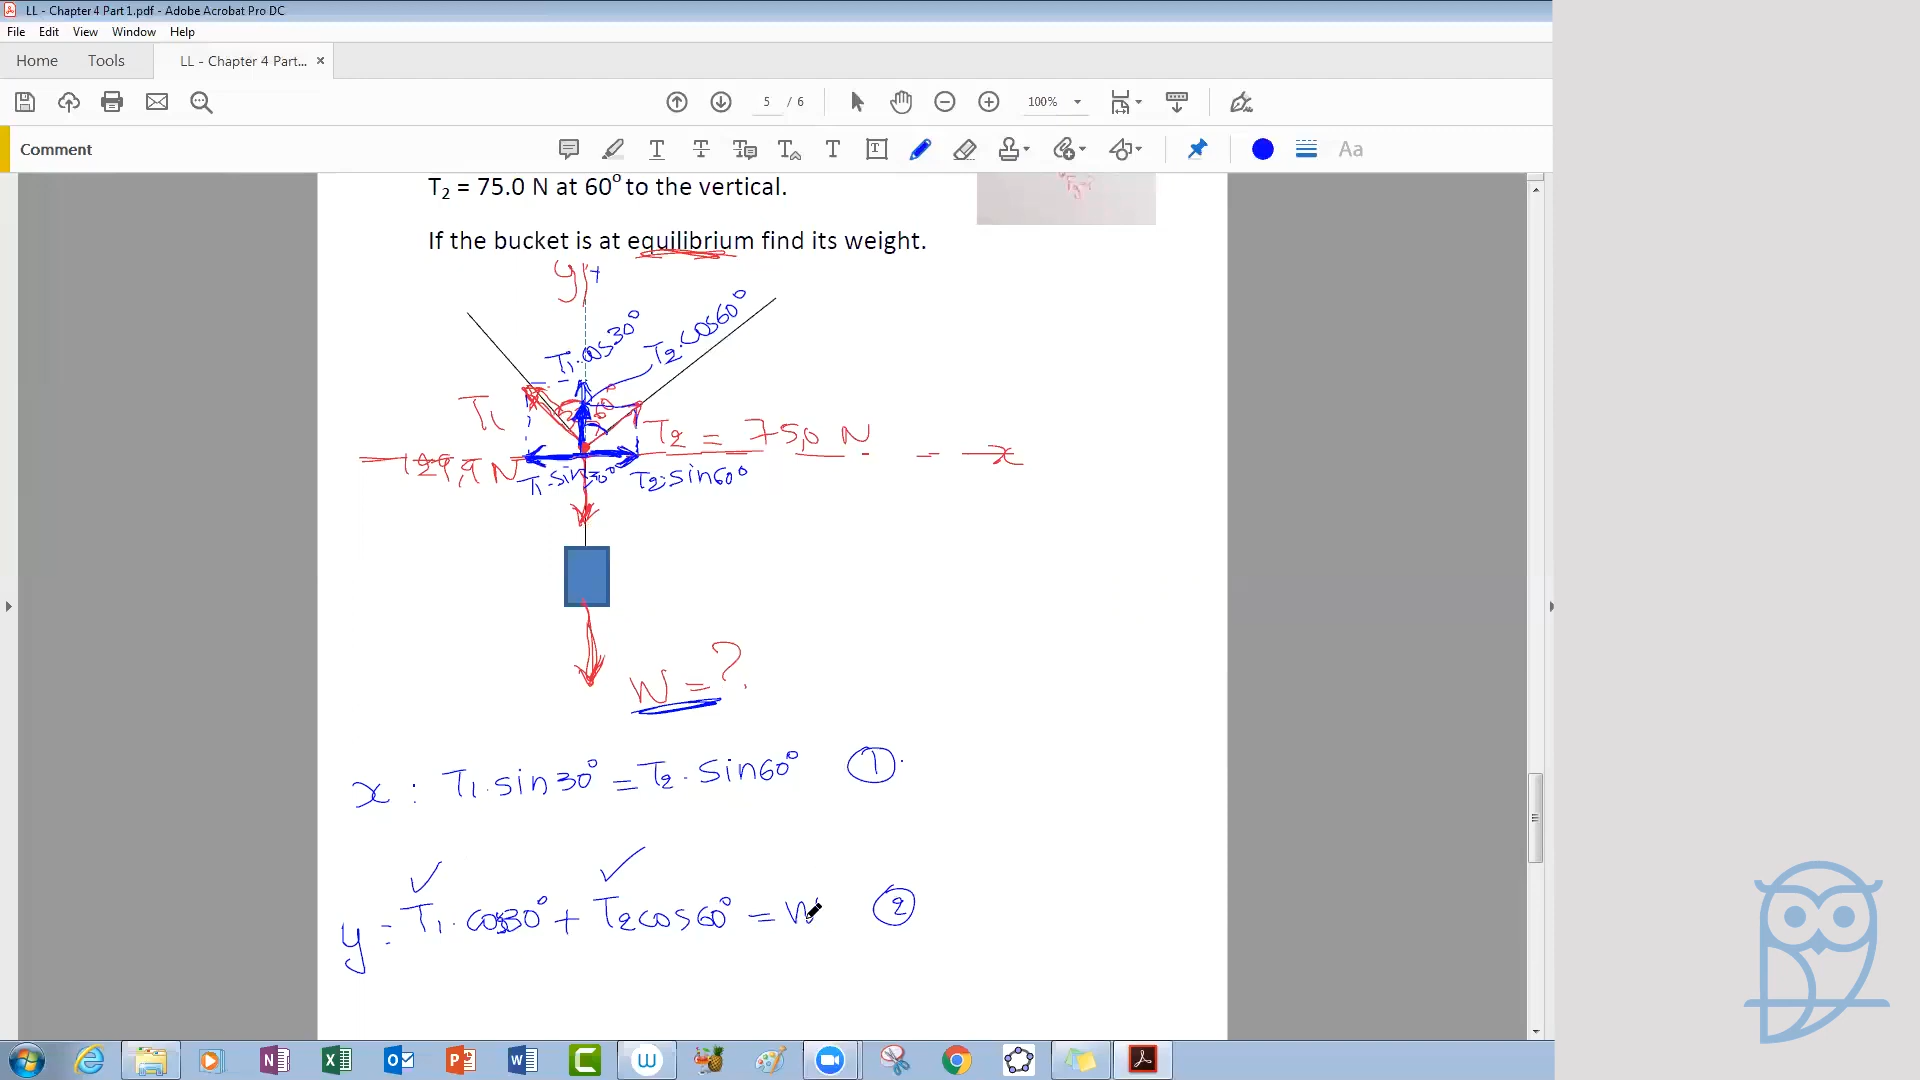 LL - Chapter 4 Part 1.pdf - Adobe Acrobat Pro DC
File Edit View Window Help
Home Tools LL - Chapter 4 Part... ×
5 / 6 100%
Comment
T₂ = 75.0 N at 60° to the vertical.
If the bucket is at equilibrium find its weight.
y +
T₁.cos30°
T₂.cos60°
T₁
60°
T₂ = 75,0 N
x
129,9 N
T₁.sin30° T₂.sin60°
W = ?
x : T₁.sin30° = T₂.sin60° ①
y : T₁.cos30° + T₂cos60° = W ②